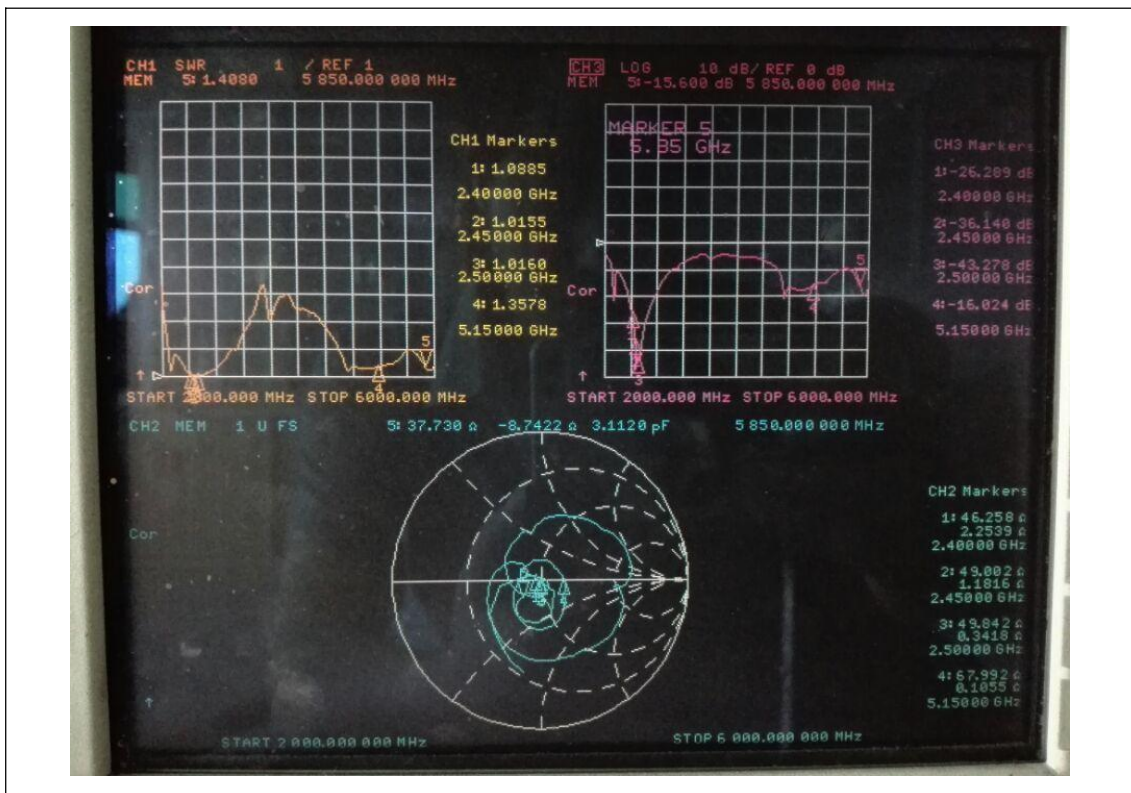 CH1 SWR 1 / REF 1
MEM 5: 1.4080 5 850.000 000 MHz
CH3 LOG 10 dB/ REF 0 dB
MEM 5:-15.600 dB 5 850.000 000 MHz
CH1 Markers
1: 1.0885
2.40000 GHz
2: 1.0155
2.45000 GHz
3: 1.0160
2.50000 GHz
4: 1.3578
5.15000 GHz
Cor
5
4
↑
START 2000.000 MHz STOP 6000.000 MHz
MARKER 5
5.85 GHz
CH3 Markers
1:-26.289 dB
2.40000 GHz
2:-36.140 dB
2.45000 GHz
3:-43.278 dB
2.50000 GHz
4:-16.024 dB
5.15000 GHz
Cor
5
4
3
↑
START 2000.000 MHz STOP 6000.000 MHz
CH2 MEM 1 U FS 5: 37.730 Ω -8.7422 Ω 3.1120 pF 5 850.000 000 MHz
CH2 Markers
1: 46.258 Ω
2.2539 Ω
2.40000 GHz
2: 49.002 Ω
1.1816 Ω
2.45000 GHz
3: 49.842 Ω
0.3418 Ω
2.50000 GHz
4: 67.992 Ω
0.1055 Ω
5.15000 GHz
Cor
↑
START 2 000.000 000 MHz STOP 6 000.000 000 MHz